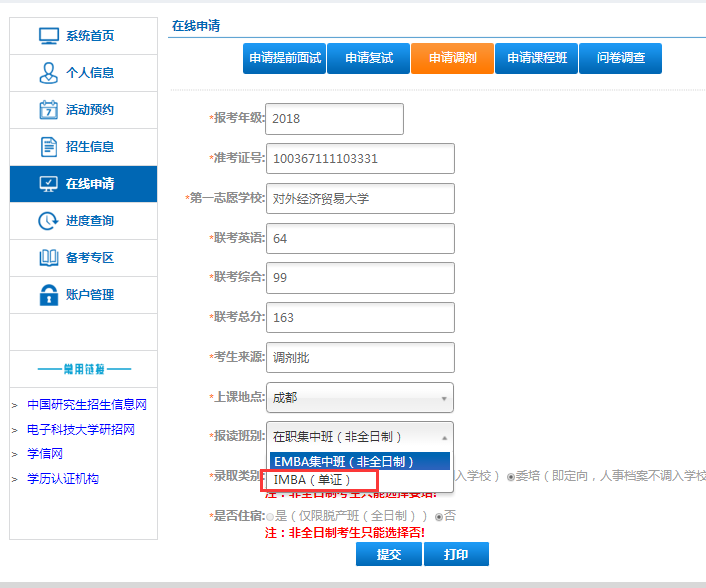 系统首页
个人信息
活动预约
7
招生信息
在线申请
进度查询
备考专区
账户管理
常用链接
> 中国研究生招生信息网
> 电子科技大学研招网
> 学信网
> 学历认证机构
在线申请
申请提前面试 申请复试 申请调剂 申请课程班 问卷调查
*报考年级: 2018
*准考证号: 100367111103331
*第一志愿学校: 对外经济贸易大学
*联考英语: 64
*联考综合: 99
*联考总分: 163
*考生来源: 调剂批
*上课地点: 成都
*报读班别: 在职集中班（非全日制）
EMBA集中班（非全日制）
IMBA（单证）
*录取类别: 入学校）委培（即定向，人事档案不调入学校
注：非全日制考生只能选择委培!
*是否住宿: 是（仅限脱产班（全日制））否
注：非全日制考生只能选择否!
提交 打印